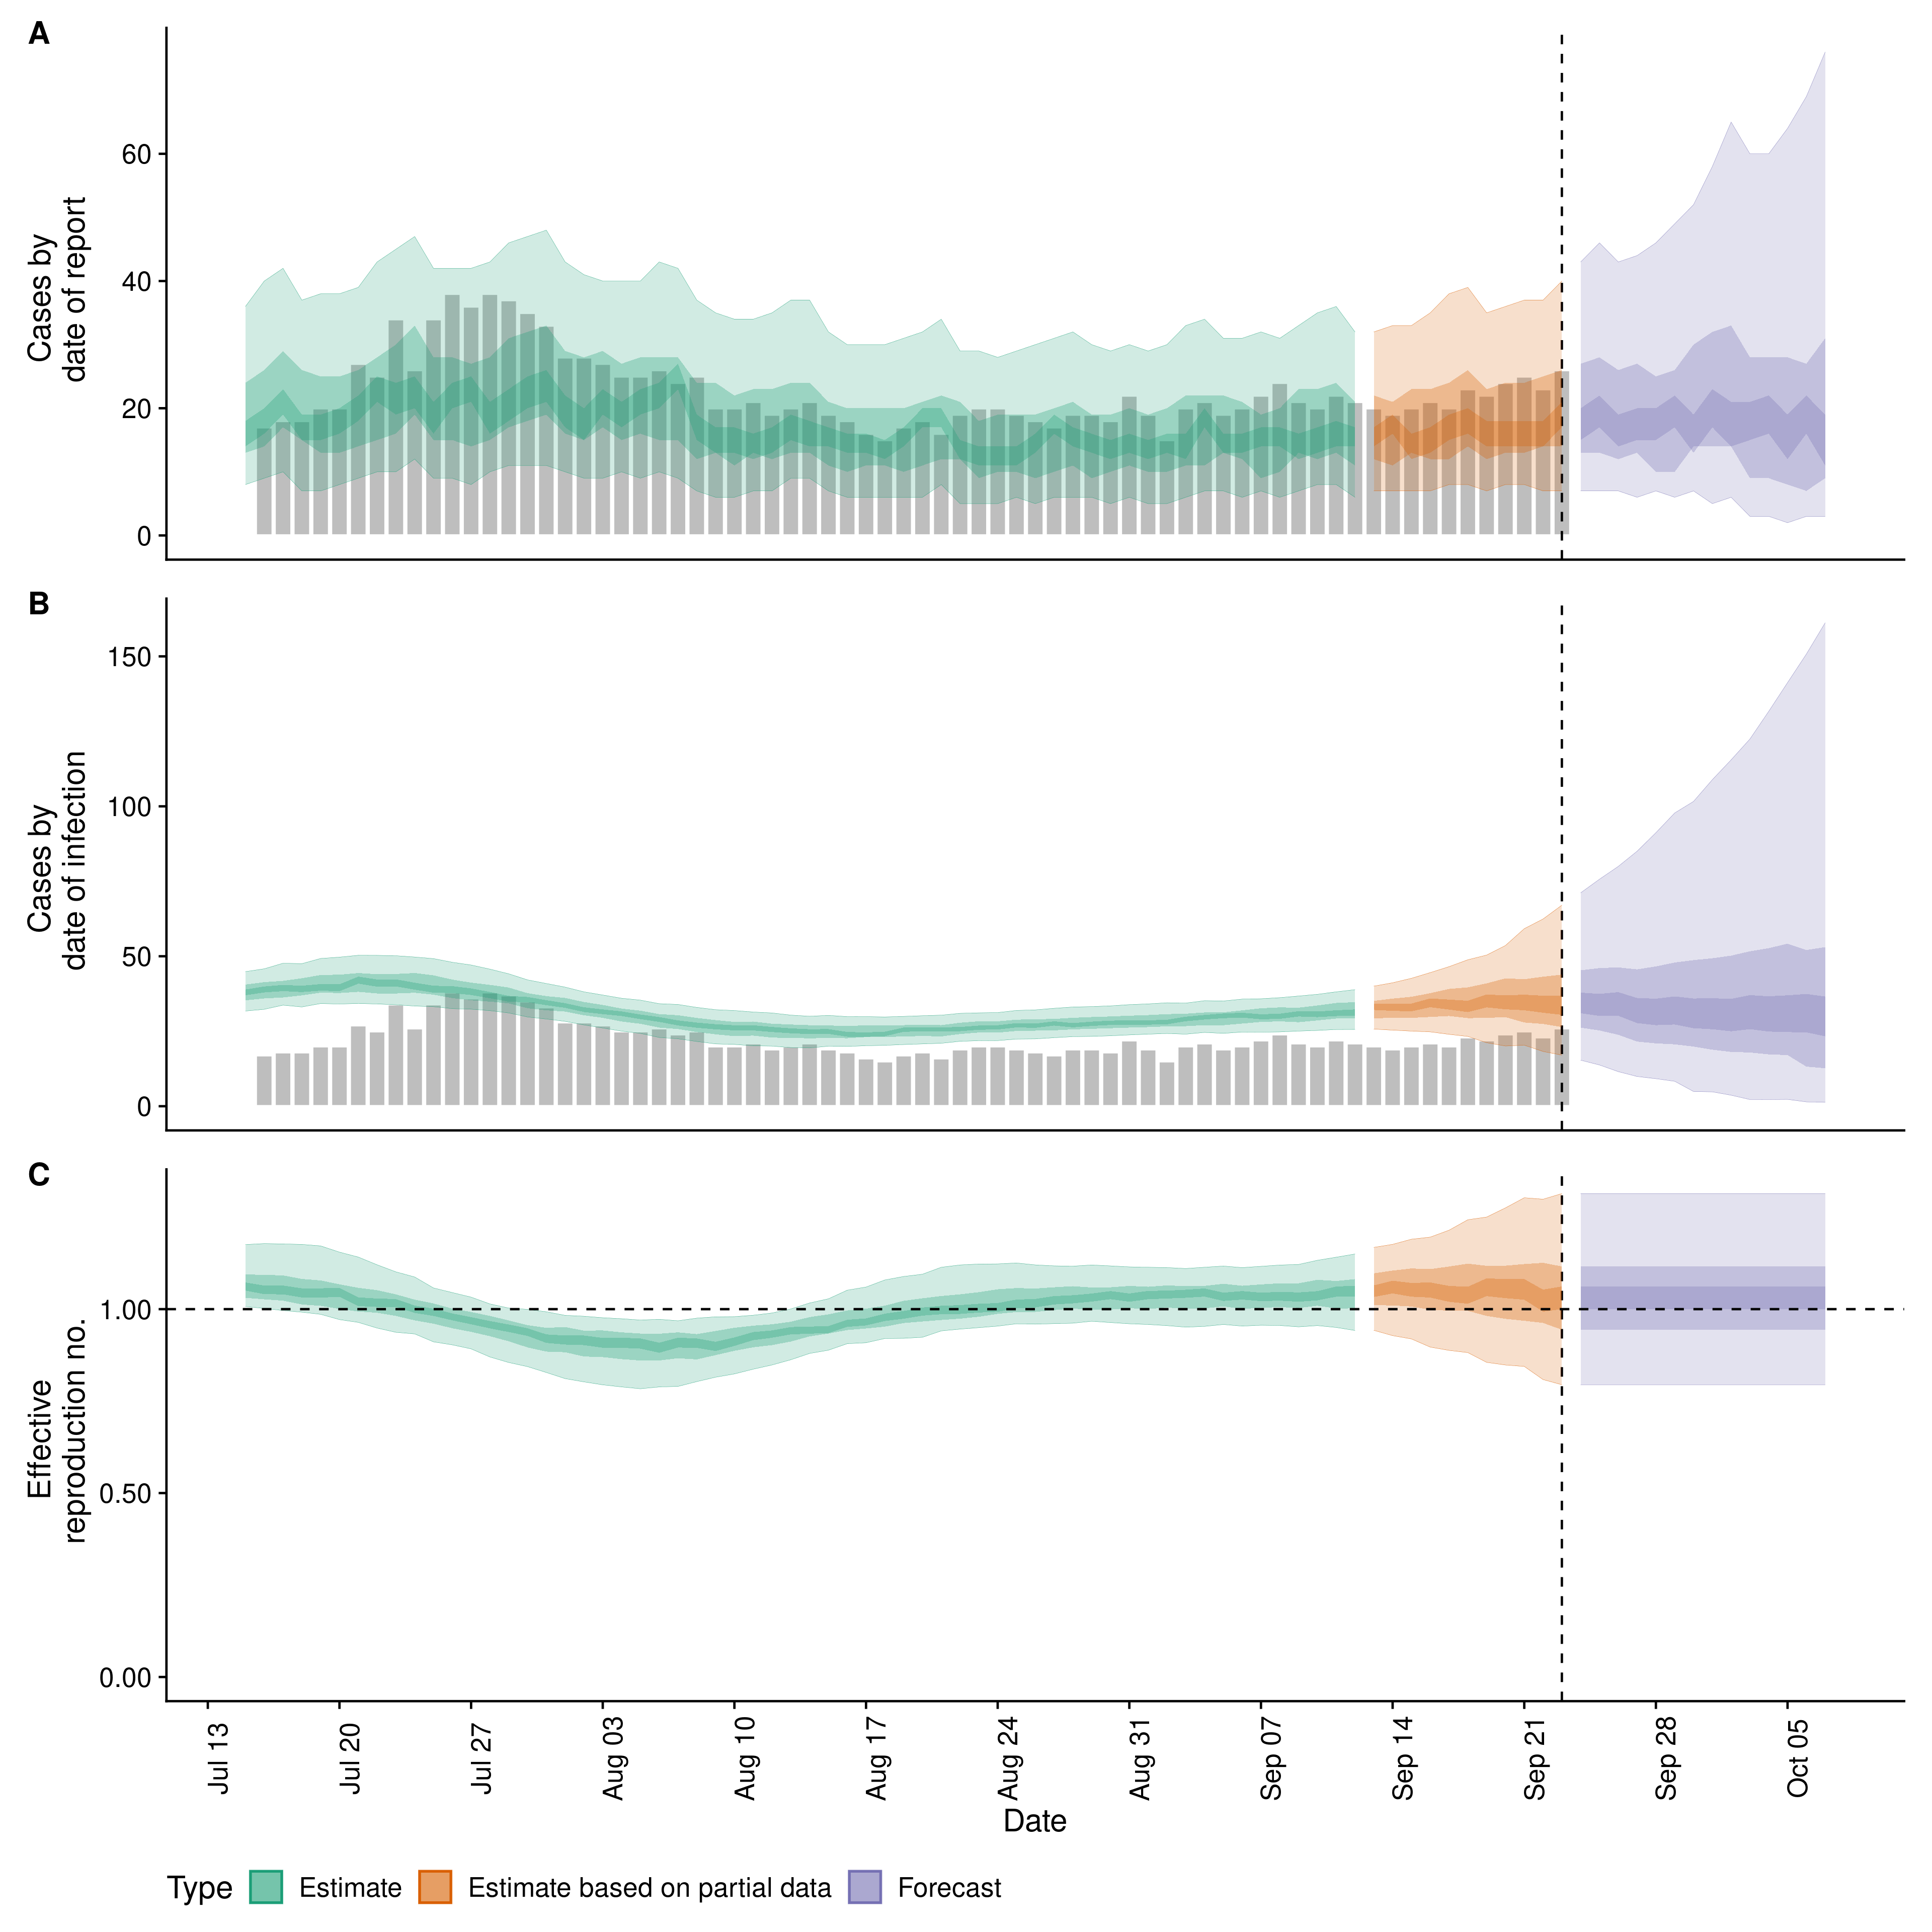 A
Cases by
date of report
60
40
20
0
B
Cases by
date of infection
150
100
50
0
C
Effective
reproduction no.
1.00
0.50
0.00
Jul 13
Jul 20
Jul 27
Aug 03
Aug 10
Aug 17
Aug 24
Aug 31
Sep 07
Sep 14
Sep 21
Sep 28
Oct 05
Date
Type Estimate Estimate based on partial data Forecast